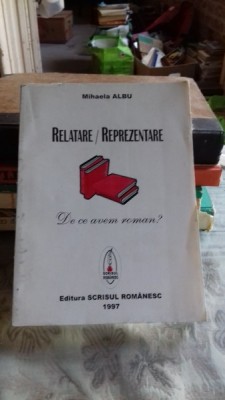 Mihaela ALBU
RELATARE / REPREZENTARE
De ce avem roman?
Editura SCRISUL ROMÂNESC
1997